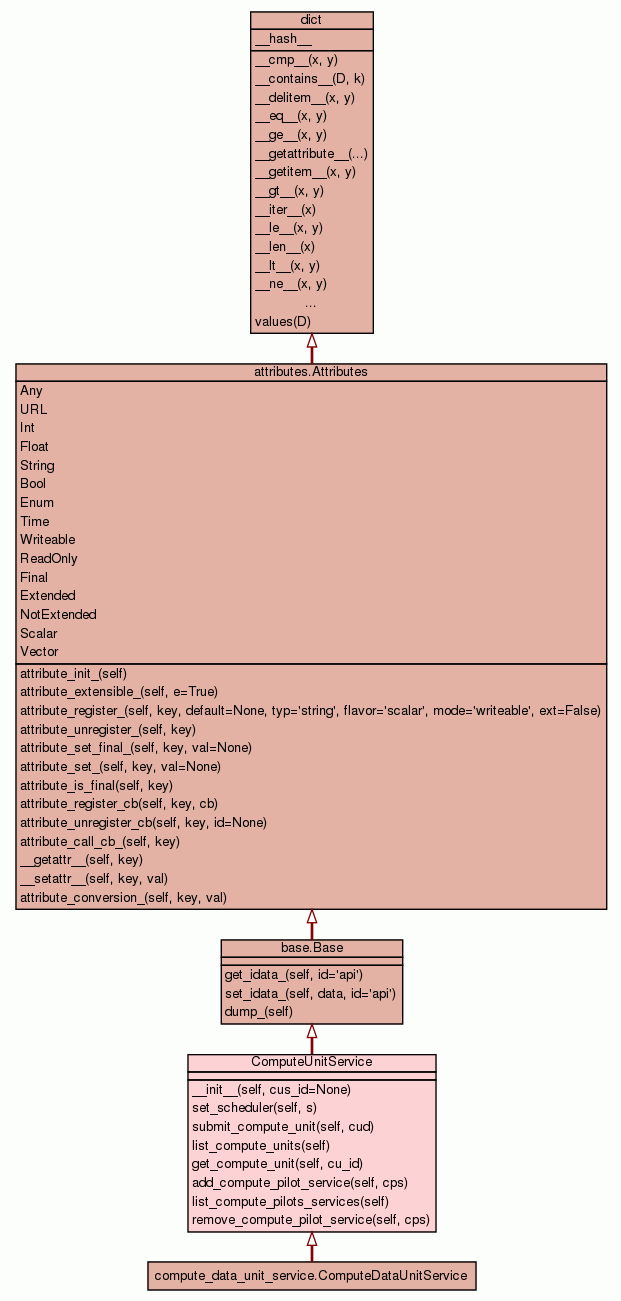 dict
__hash__
__cmp__(x, y)
__contains__(D, k)
__delitem__(x, y)
__eq__(x, y)
__ge__(x, y)
__getattribute__(...)
__getitem__(x, y)
__gt__(x, y)
__iter__(x)
__le__(x, y)
__len__(x)
__lt__(x, y)
__ne__(x, y)
...
values(D)
attributes.Attributes
Any
URL
Int
Float
String
Bool
Enum
Time
Writeable
ReadOnly
Final
Extended
NotExtended
Scalar
Vector
attribute_init_(self)
attribute_extensible_(self, e=True)
attribute_register_(self, key, default=None, typ='string', flavor='scalar', mode='writeable', ext=False)
attribute_unregister_(self, key)
attribute_set_final_(self, key, val=None)
attribute_set_(self, key, val=None)
attribute_is_final(self, key)
attribute_register_cb(self, key, cb)
attribute_unregister_cb(self, key, id=None)
attribute_call_cb_(self, key)
__getattr__(self, key)
__setattr__(self, key, val)
attribute_conversion_(self, key, val)
base.Base
get_idata_(self, id='api')
set_idata_(self, data, id='api')
dump_(self)
ComputeUnitService
__init__(self, cus_id=None)
set_scheduler(self, s)
submit_compute_unit(self, cud)
list_compute_units(self)
get_compute_unit(self, cu_id)
add_compute_pilot_service(self, cps)
list_compute_pilots_services(self)
remove_compute_pilot_service(self, cps)
compute_data_unit_service.ComputeDataUnitService